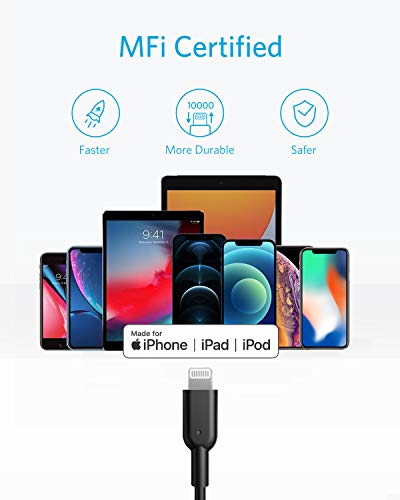 MFi Certified
10000
Faster
More Durable
Safer
9:41
Made for
iPhone | iPad | iPod